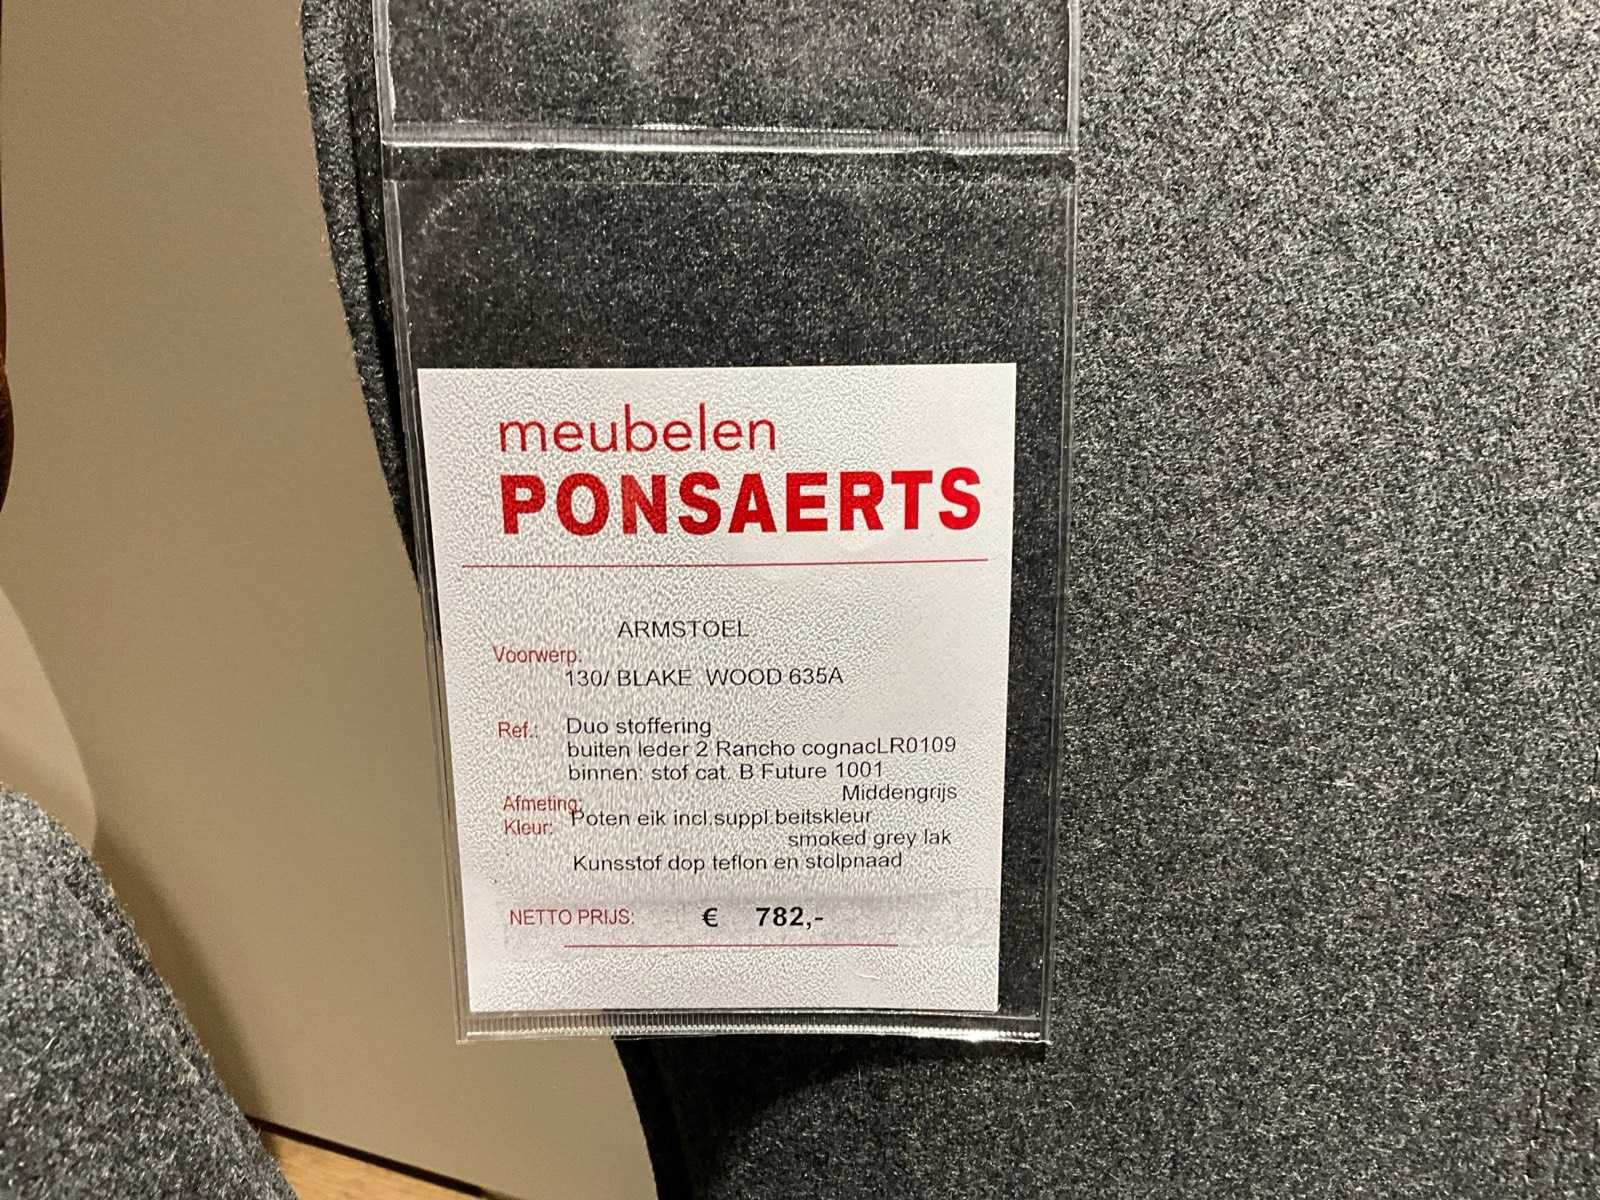 meubelen
PONSAERTS
ARMSTOEL
Voorwerp:
130/ BLAKE WOOD 635A
Ref.: Duo stoffering
buiten leder 2 Rancho cognacLR0109
binnen: stof cat. B Future 1001
Middengrijs
Afmeting:
Poten eik incl.suppl.beitskleur
Kleur:
smoked grey lak
Kunsstof dop teflon en stolpnaad
NETTO PRIJS: € 782,-